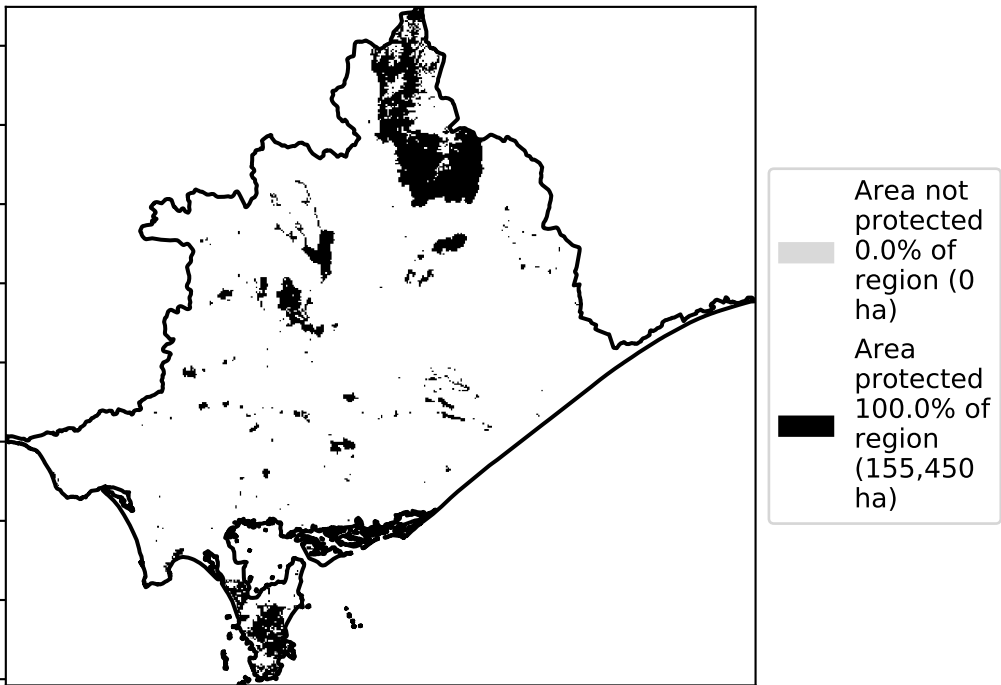 Area not
protected
0.0% of
region (0
ha)
Area
protected
100.0% of
region
(155,450
ha)